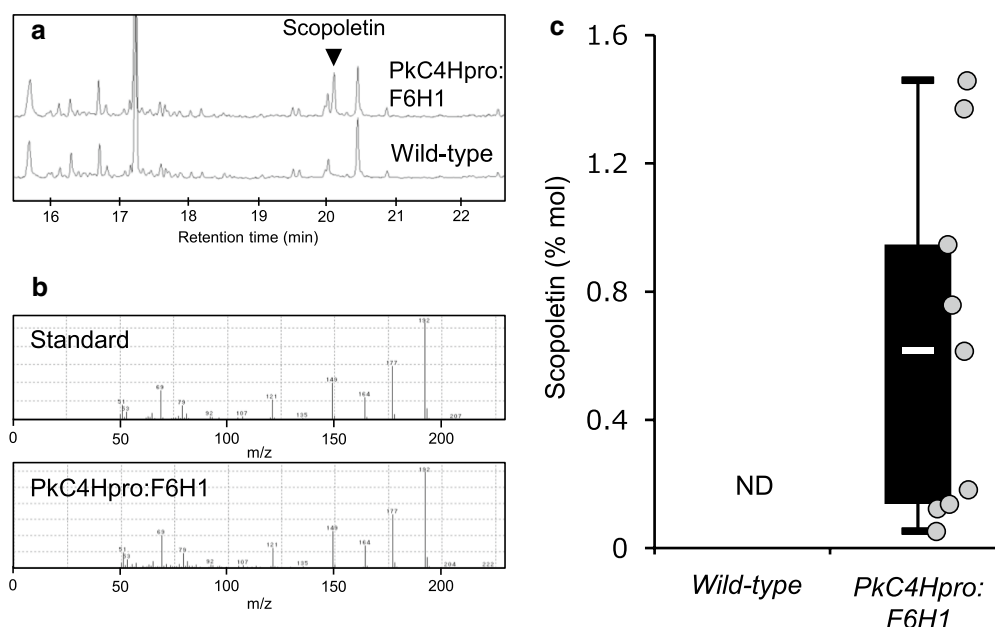 a
Scopoletin
PkC4Hpro:
F6H1
Wild-type
16 17 18 19 20 21 22
Retention time (min)
b
Standard
51 53 69 79 92 107 121 135 149 164 177 192 207
0 50 100 150 200
m/z
PkC4Hpro:F6H1
51 53 69 79 92 107 121 135 149 164 177 192 204 222
0 50 100 150 200
m/z
c
Scopoletin (% mol)
1.6
1.2
0.8
0.4
0
ND
Wild-type
PkC4Hpro:
F6H1